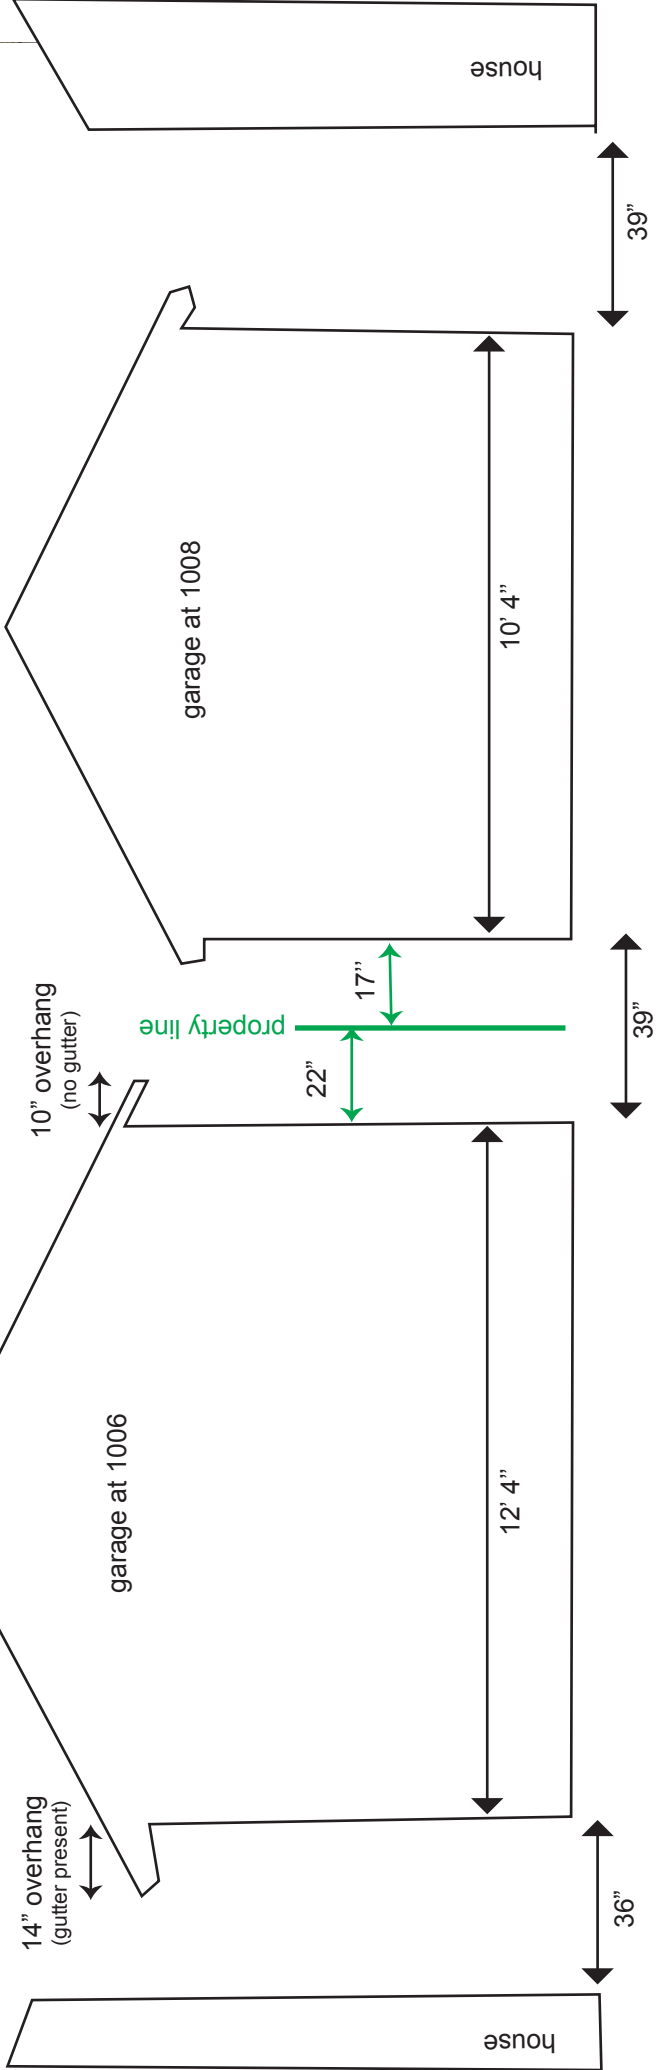 14” overhang
(gutter present)
10” overhang
(no gutter)
garage at 1006
garage at 1008
property line
22”
17”
12’ 4”
10’ 4”
house
36”
39”
39”
house